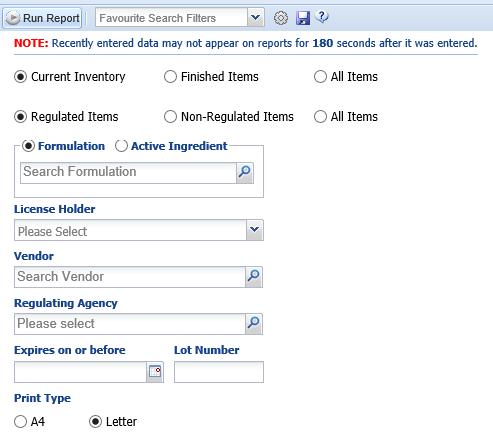 Run Report Favourite Search Filters
NOTE: Recently entered data may not appear on reports for 180 seconds after it was entered.
Current Inventory Finished Items All Items
Regulated Items Non-Regulated Items All Items
Formulation Active Ingredient
Search Formulation
License Holder
Please Select
Vendor
Search Vendor
Regulating Agency
Please select
Expires on or before Lot Number
Print Type
A4 Letter